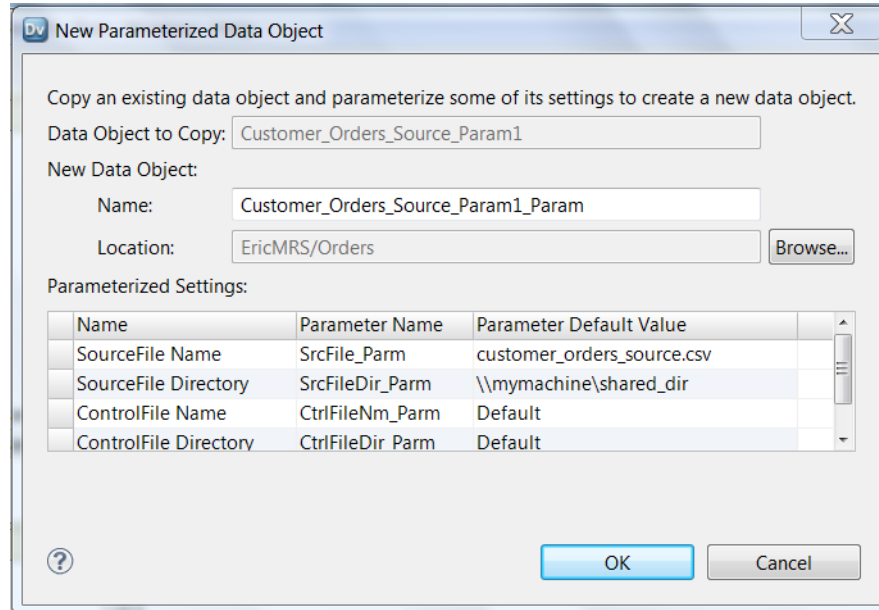 Dv New Parameterized Data Object
Copy an existing data object and parameterize some of its settings to create a new data object.
Data Object to Copy: Customer_Orders_Source_Param1
New Data Object:
Name: Customer_Orders_Source_Param1_Param
Location: EricMRS/Orders Browse...
Parameterized Settings:
Name Parameter Name Parameter Default Value
SourceFile Name SrcFile_Parm customer_orders_source.csv
SourceFile Directory SrcFileDir_Parm \\mymachine\shared_dir
ControlFile Name CtrlFileNm_Parm Default
ControlFile Directory CtrlFileDir_Parm Default
? OK Cancel